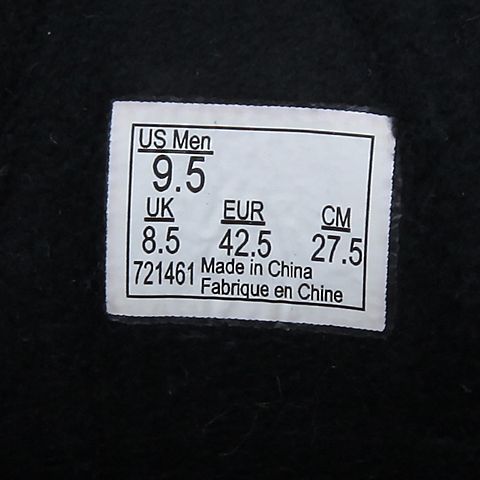 US Men
9.5
UK EUR CM
8.5 42.5 27.5
721461 Made in China
Fabrique en Chine